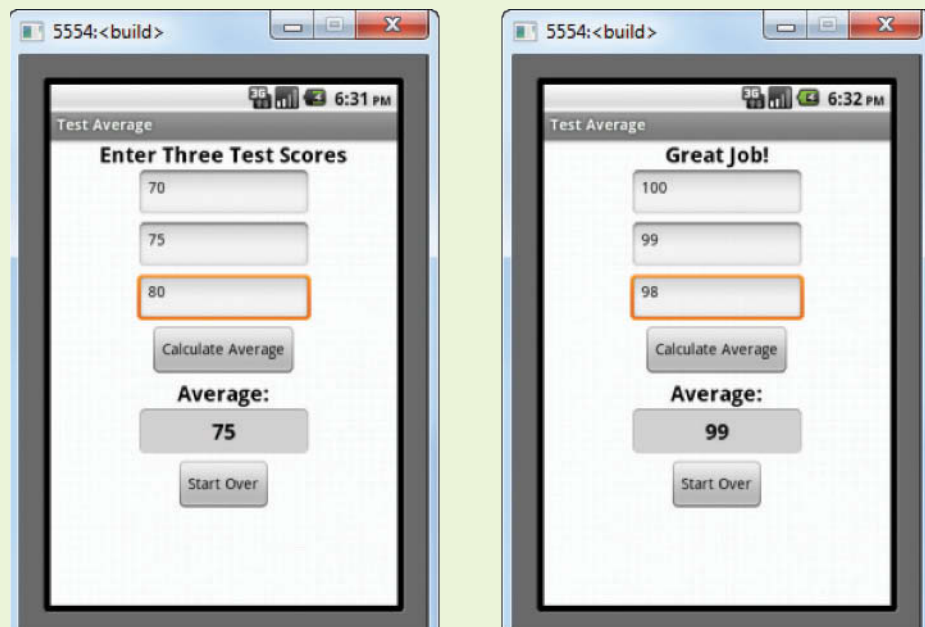 5554:<build>
3G 6:31 PM
Test Average
Enter Three Test Scores
70
75
80
Calculate Average
Average:
75
Start Over
5554:<build>
3G 6:32 PM
Test Average
Great Job!
100
99
98
Calculate Average
Average:
99
Start Over